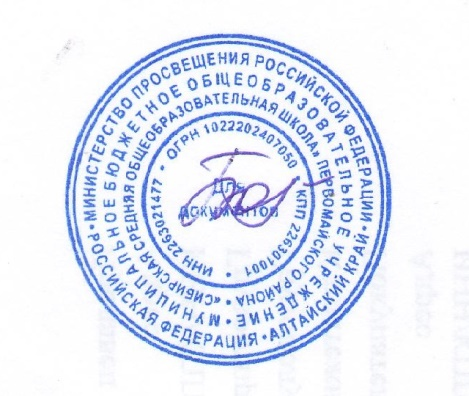 • МИНИСТЕРСТВО ПРОСВЕЩЕНИЯ РОССИЙСКОЙ ФЕДЕРАЦИИ •
РОССИЙСКАЯ ФЕДЕРАЦИЯ • АЛТАЙСКИЙ КРАЙ •
• МУНИЦИПАЛЬНОЕ БЮДЖЕТНОЕ ОБЩЕОБРАЗОВАТЕЛЬНОЕ УЧРЕЖДЕНИЕ
• «СИБИРСКАЯ СРЕДНЯЯ ОБЩЕОБРАЗОВАТЕЛЬНАЯ ШКОЛА» ПЕРВОМАЙСКОГО РАЙОНА
• ИНН 2263021477 • ОГРН 1022202407050 • КПП 226301001
Для
документов